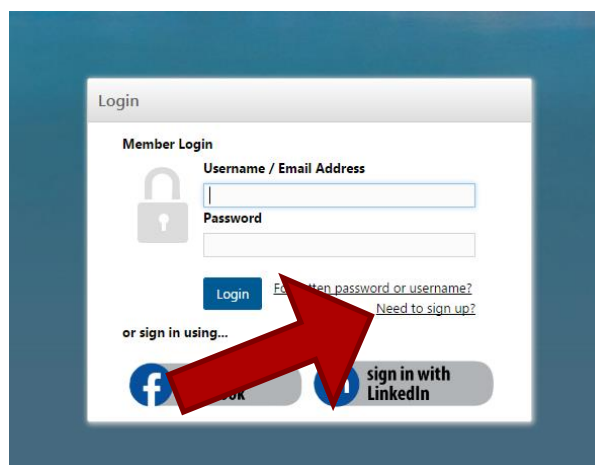 Login
Member Login
Username / Email Address
Password
Login
password or username?
Need to sign up?
or sign in using...
sign in with
LinkedIn